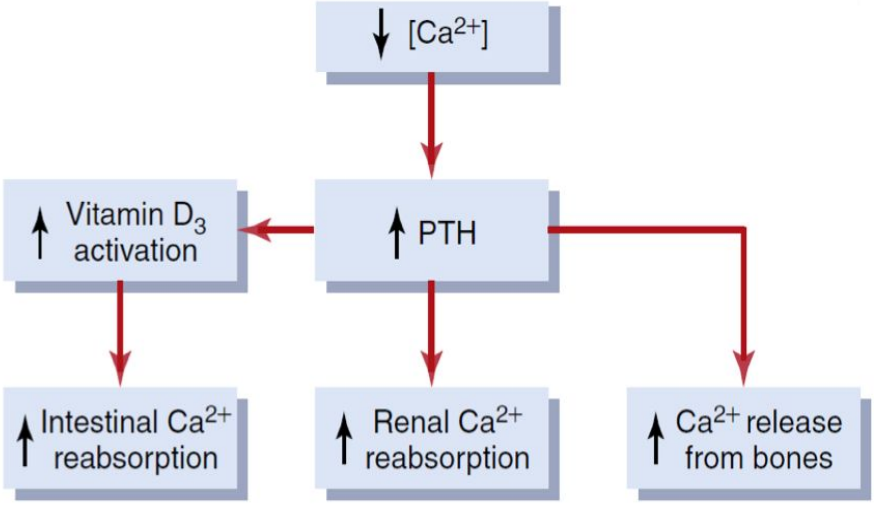 ↓ [Ca²⁺]
↑ Vitamin D₃
activation
↑ PTH
↑ Intestinal Ca²⁺
reabsorption
↑ Renal Ca²⁺
reabsorption
↑ Ca²⁺ release
from bones